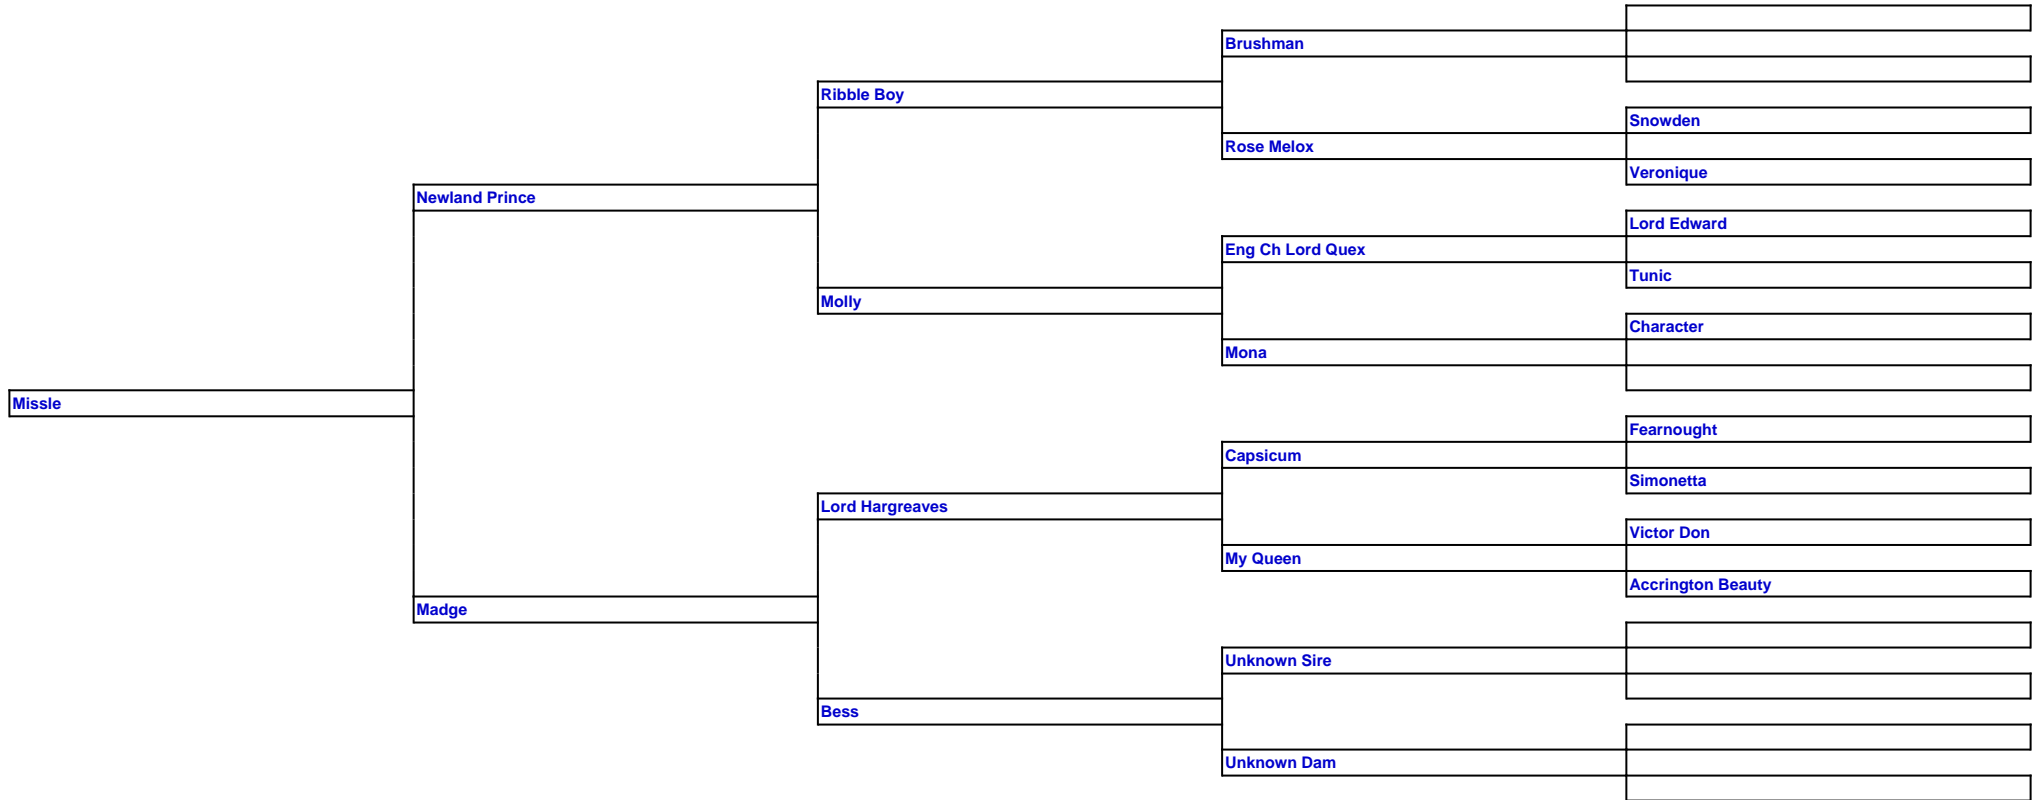 Brushman
Ribble Boy
Snowden
Rose Melox
Veronique
Newland Prince
Lord Edward
Eng Ch Lord Quex
Tunic
Molly
Character
Mona
Missle
Fearnought
Capsicum
Simonetta
Lord Hargreaves
Victor Don
My Queen
Accrington Beauty
Madge
Unknown Sire
Bess
Unknown Dam